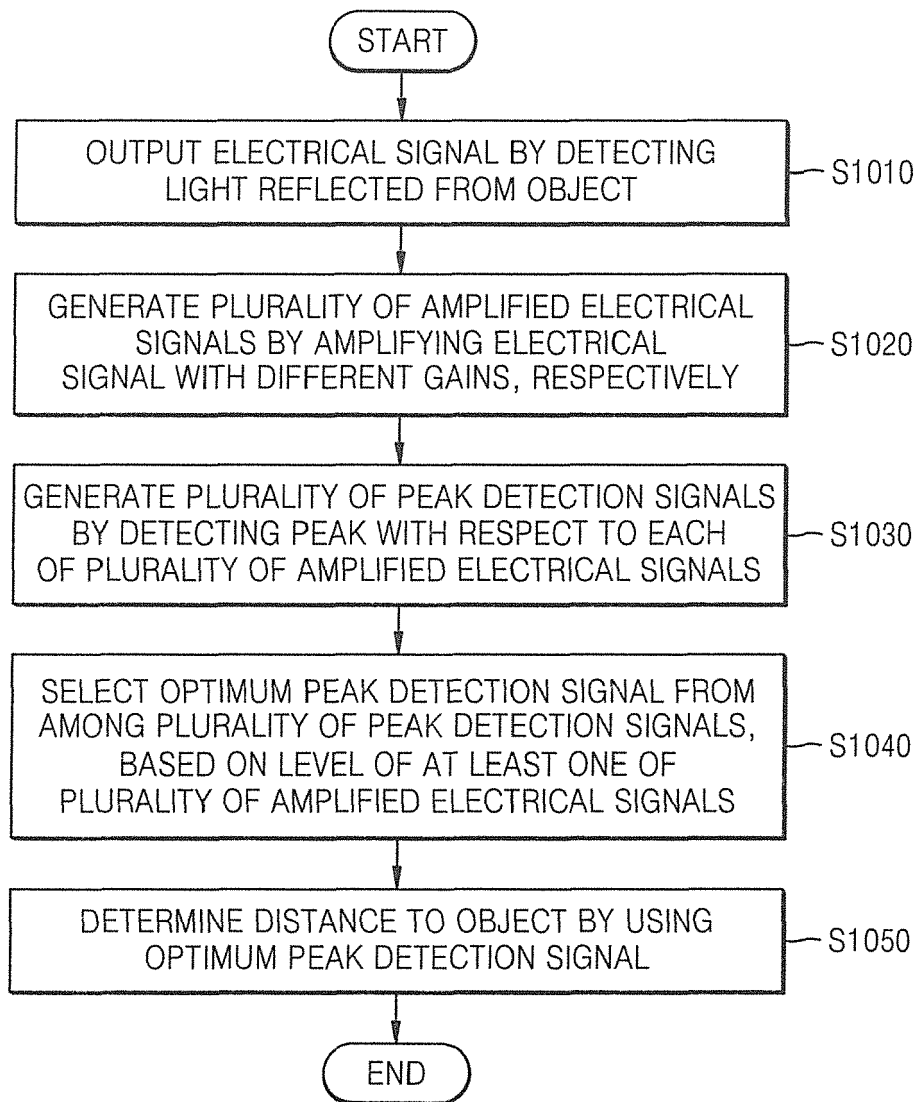 START
OUTPUT ELECTRICAL SIGNAL BY DETECTING
LIGHT REFLECTED FROM OBJECT
S1010
GENERATE PLURALITY OF AMPLIFIED ELECTRICAL
SIGNALS BY AMPLIFYING ELECTRICAL
SIGNAL WITH DIFFERENT GAINS, RESPECTIVELY
S1020
GENERATE PLURALITY OF PEAK DETECTION SIGNALS
BY DETECTING PEAK WITH RESPECT TO EACH
OF PLURALITY OF AMPLIFIED ELECTRICAL SIGNALS
S1030
SELECT OPTIMUM PEAK DETECTION SIGNAL FROM
AMONG PLURALITY OF PEAK DETECTION SIGNALS,
BASED ON LEVEL OF AT LEAST ONE OF
PLURALITY OF AMPLIFIED ELECTRICAL SIGNALS
S1040
DETERMINE DISTANCE TO OBJECT BY USING
OPTIMUM PEAK DETECTION SIGNAL
S1050
END